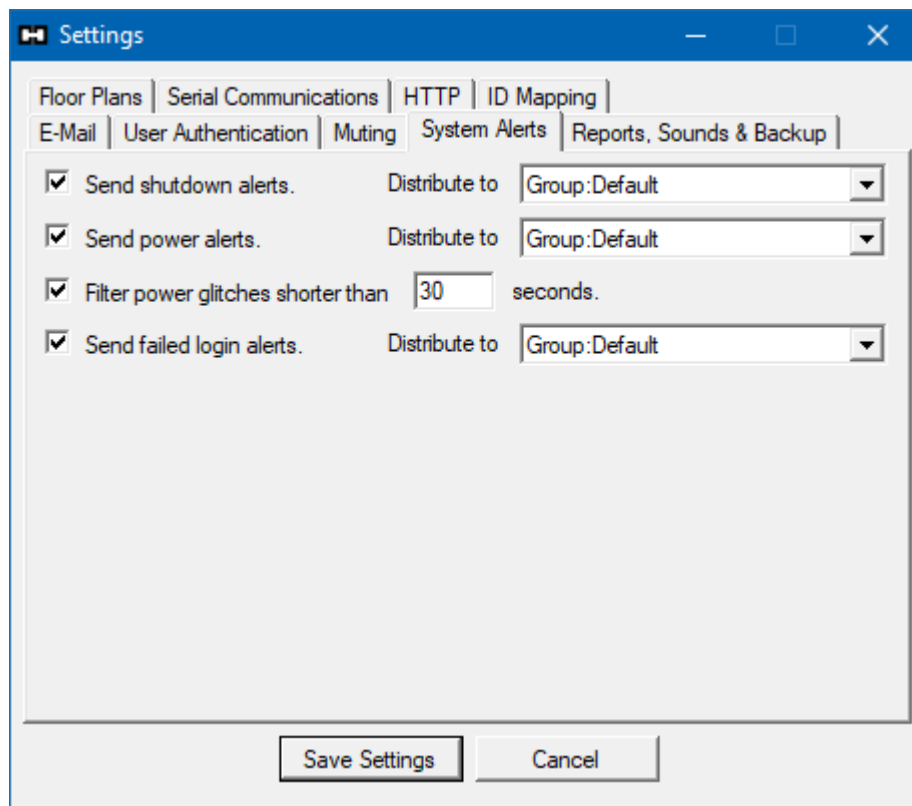 Settings
Floor Plans Serial Communications HTTP ID Mapping
E-Mail User Authentication Muting System Alerts Reports, Sounds & Backup
Send shutdown alerts. Distribute to Group:Default
Send power alerts. Distribute to Group:Default
Filter power glitches shorter than 30 seconds.
Send failed login alerts. Distribute to Group:Default
Save Settings Cancel